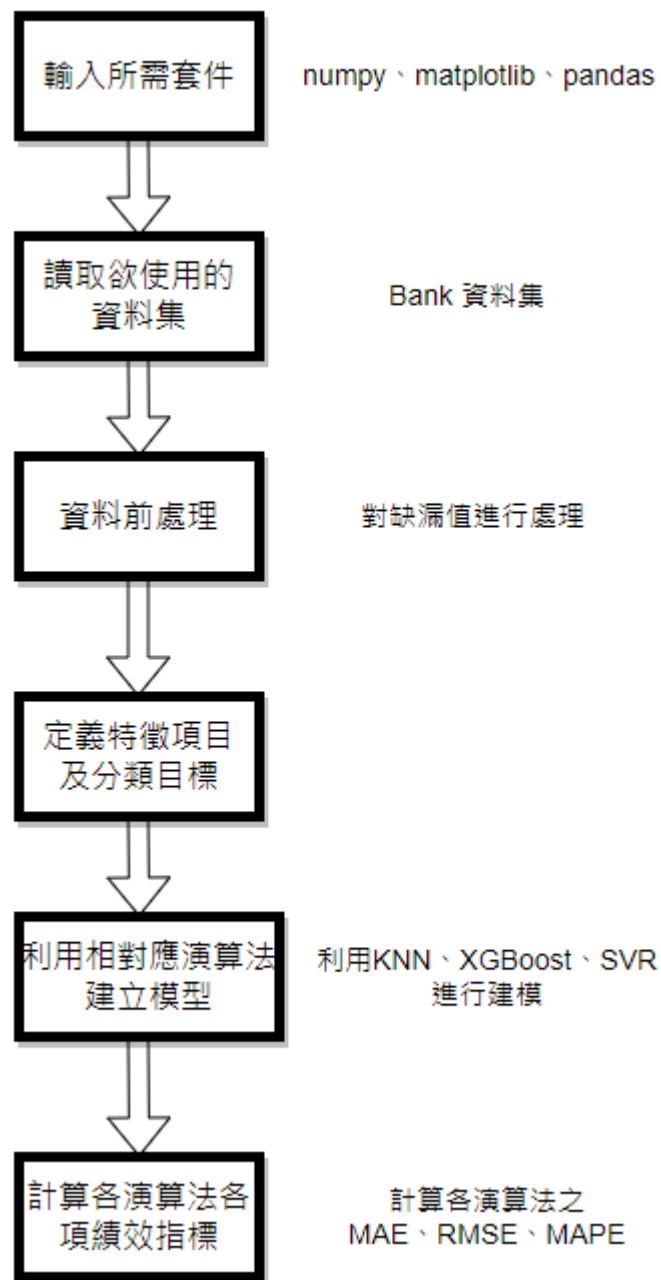 輸入所需套件
numpy、matplotlib、pandas
讀取欲使用的
資料集
Bank 資料集
資料前處理
對缺漏值進行處理
定義特徵項目
及分類目標
利用相對應演算法
建立模型
利用KNN、XGBoost、SVR
進行建模
計算各演算法各
項績效指標
計算各演算法之
MAE、RMSE、MAPE